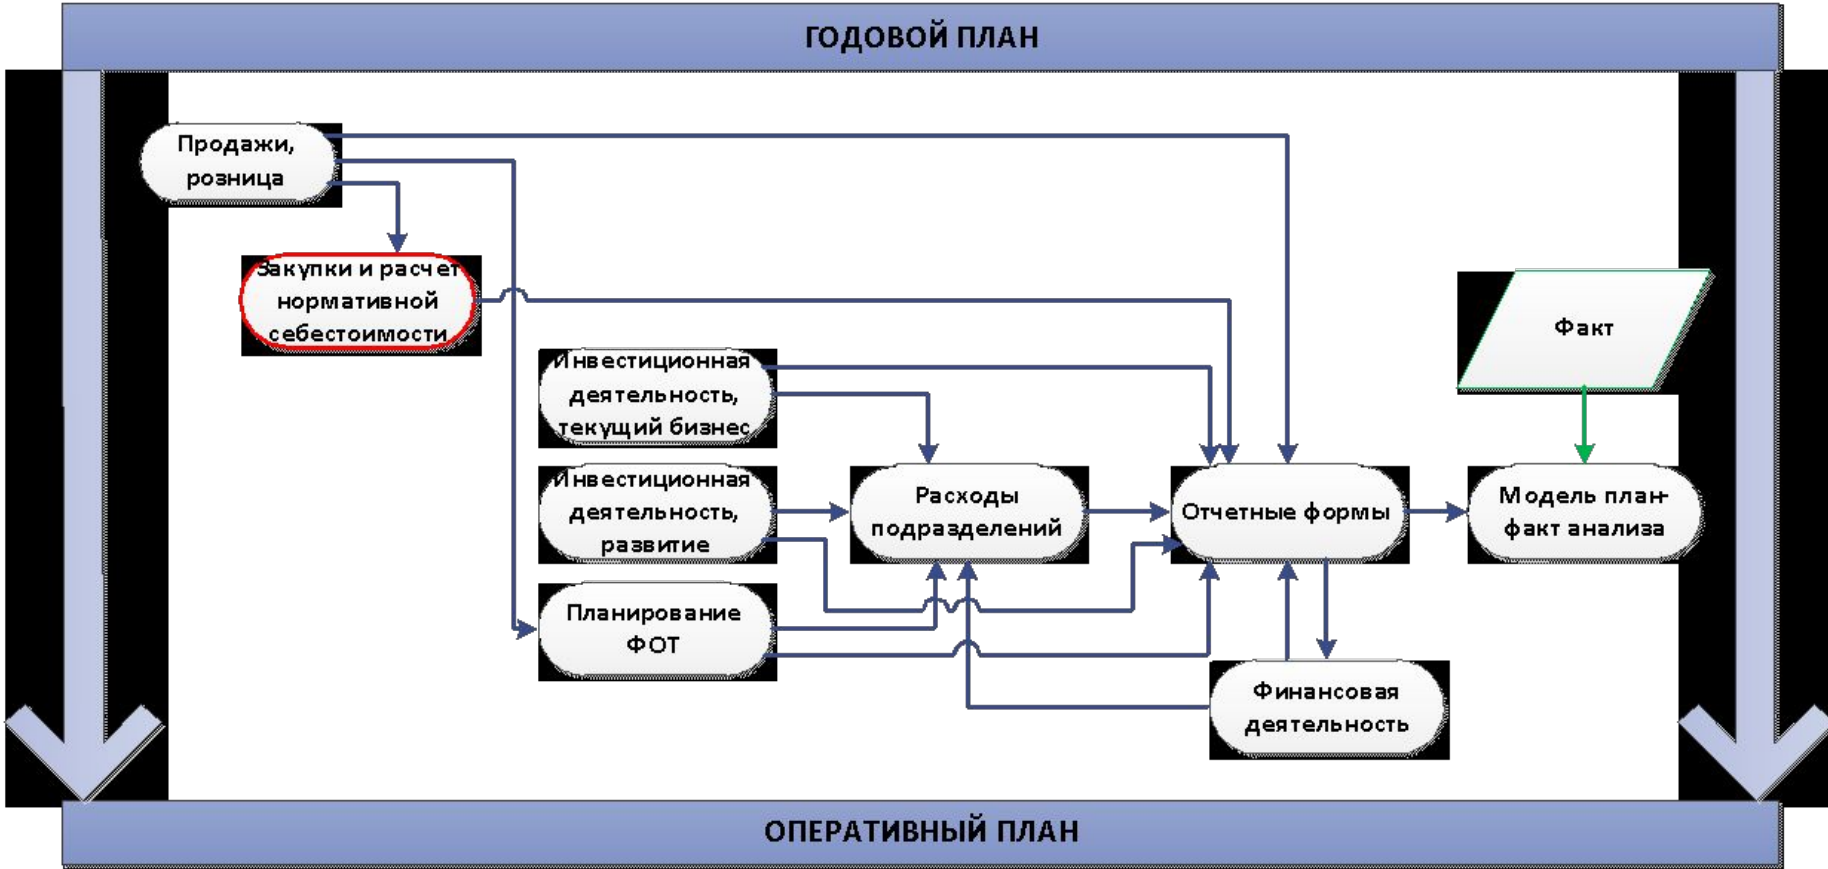 ГОДОВОЙ ПЛАН
Продажи,
розница
Закупки и расчет
нормативной
себестоимости
Факт
Инвестиционная
деятельность,
текущий бизнес
Инвестиционная
деятельность,
развитие
Расходы
подразделений
Отчетные формы
Модель план-
факт анализа
Планирование
ФОТ
Финансовая
деятельность
ОПЕРАТИВНЫЙ ПЛАН